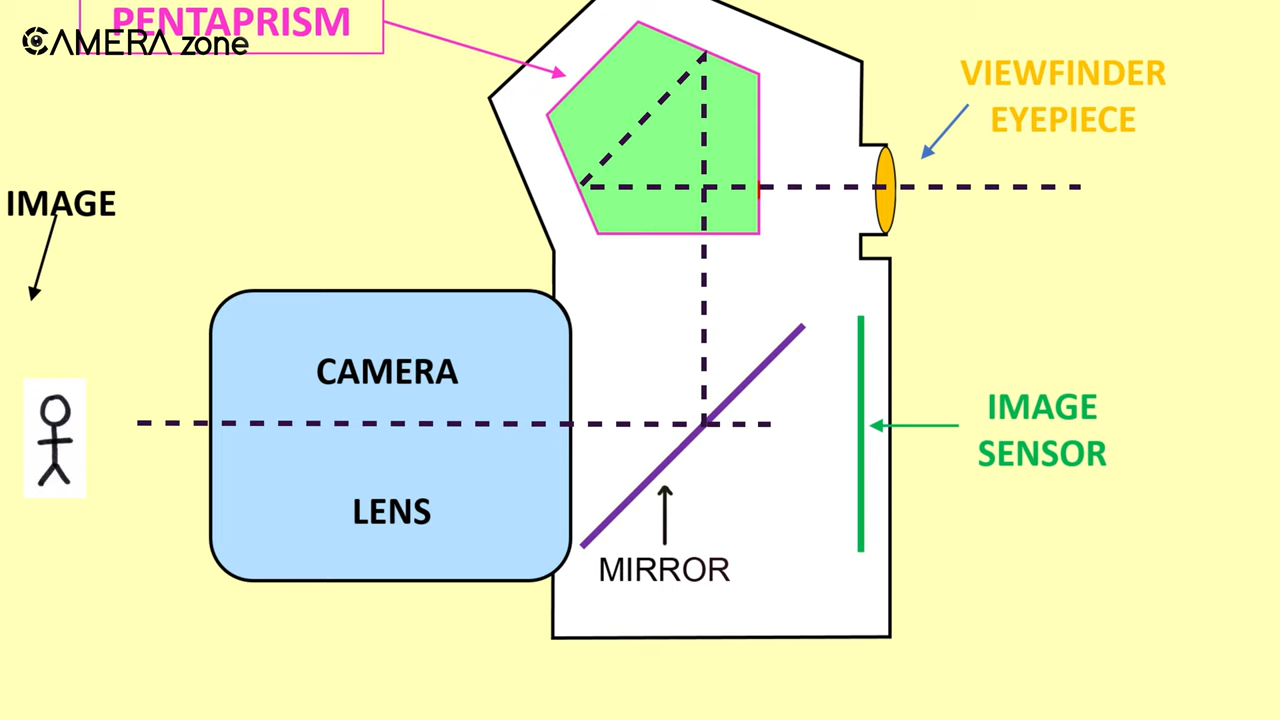 PENTAPRISM
CAMERA zone
VIEWFINDER
EYEPIECE
IMAGE
CAMERA
LENS
IMAGE
SENSOR
MIRROR